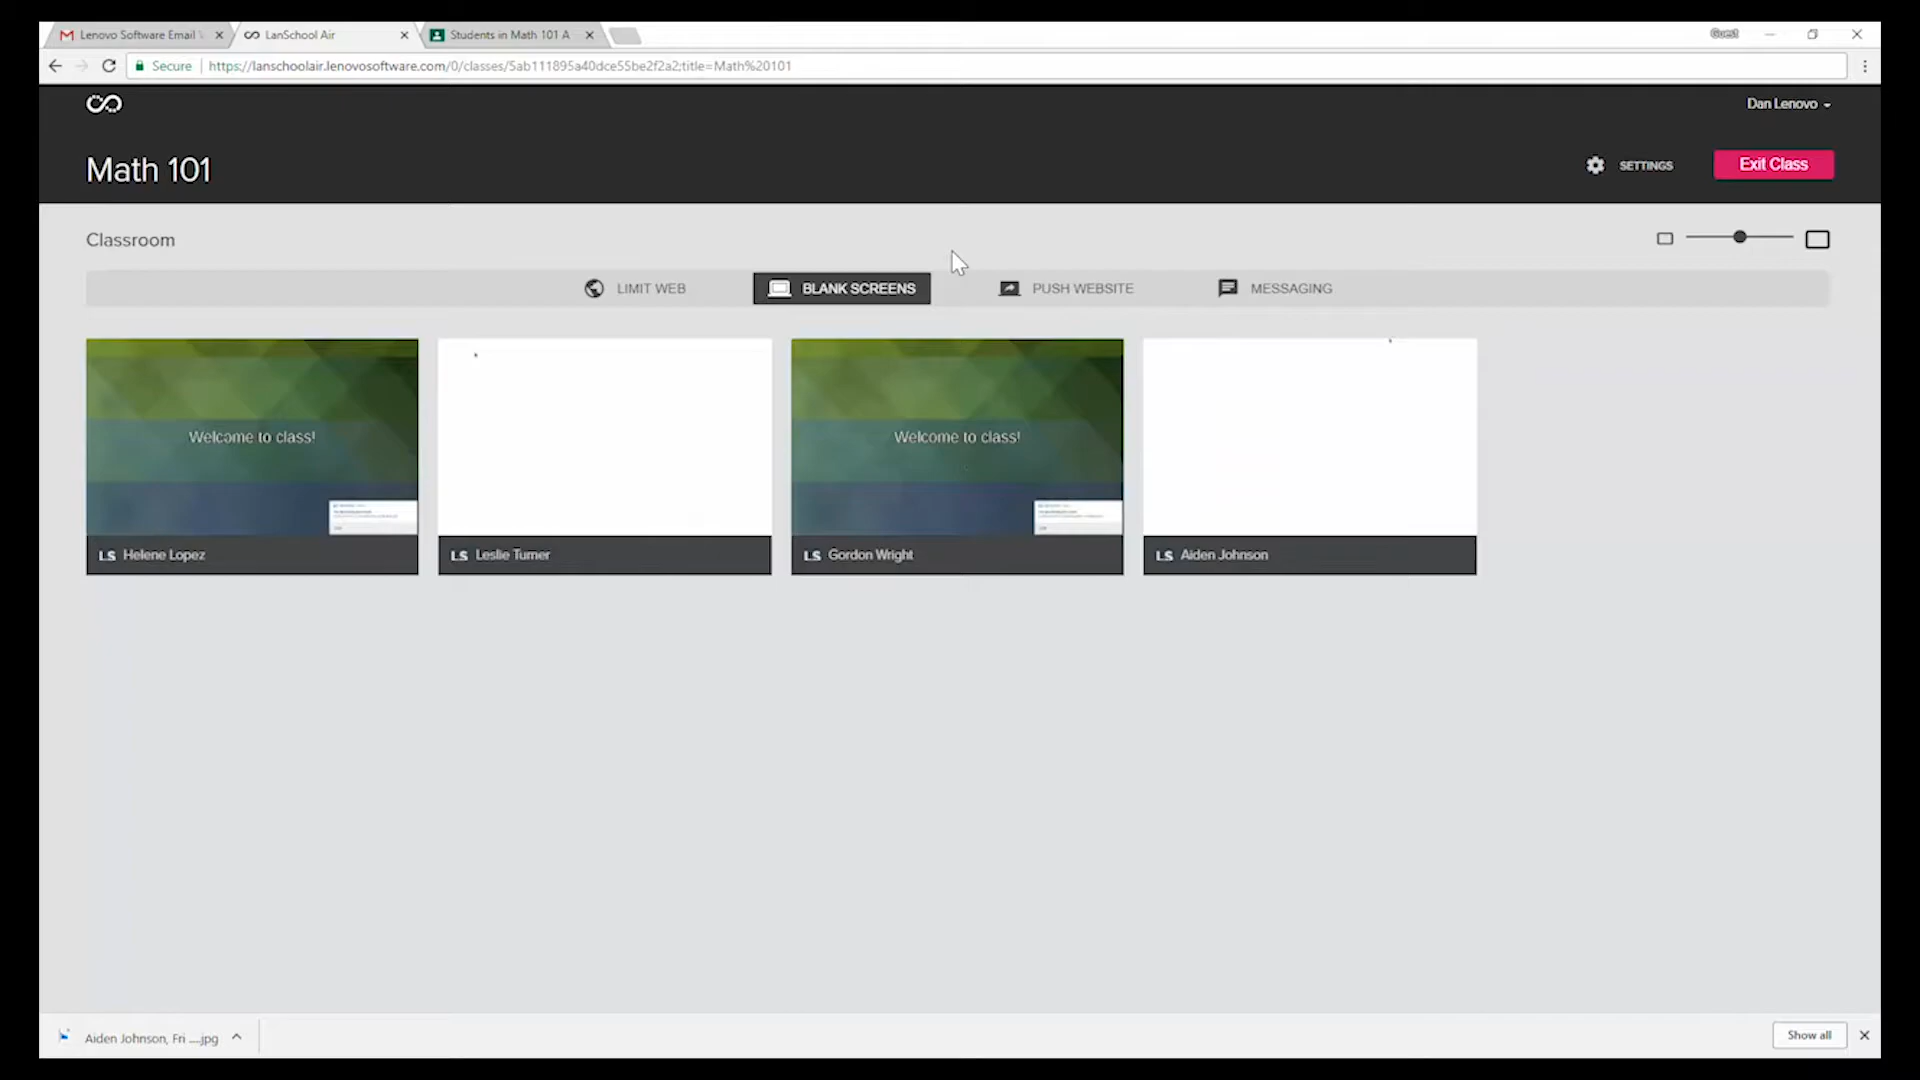 Lenovo Software Email
LanSchool Air
Students in Math 101 A
Guest
Secure
https://lanschoolair.lenovosoftware.com/0/classes/5ab111895a40dce55be2f2a2;title=Math%20101
Dan Lenovo
Math 101
SETTINGS
Exit Class
Classroom
LIMIT WEB
BLANK SCREENS
PUSH WEBSITE
MESSAGING
Welcome to class!
Welcome to class!
LS Helene Lopez
LS Leslie Turner
LS Gordon Wright
LS Aiden Johnson
Aiden Johnson, Fri ....jpg
Show all